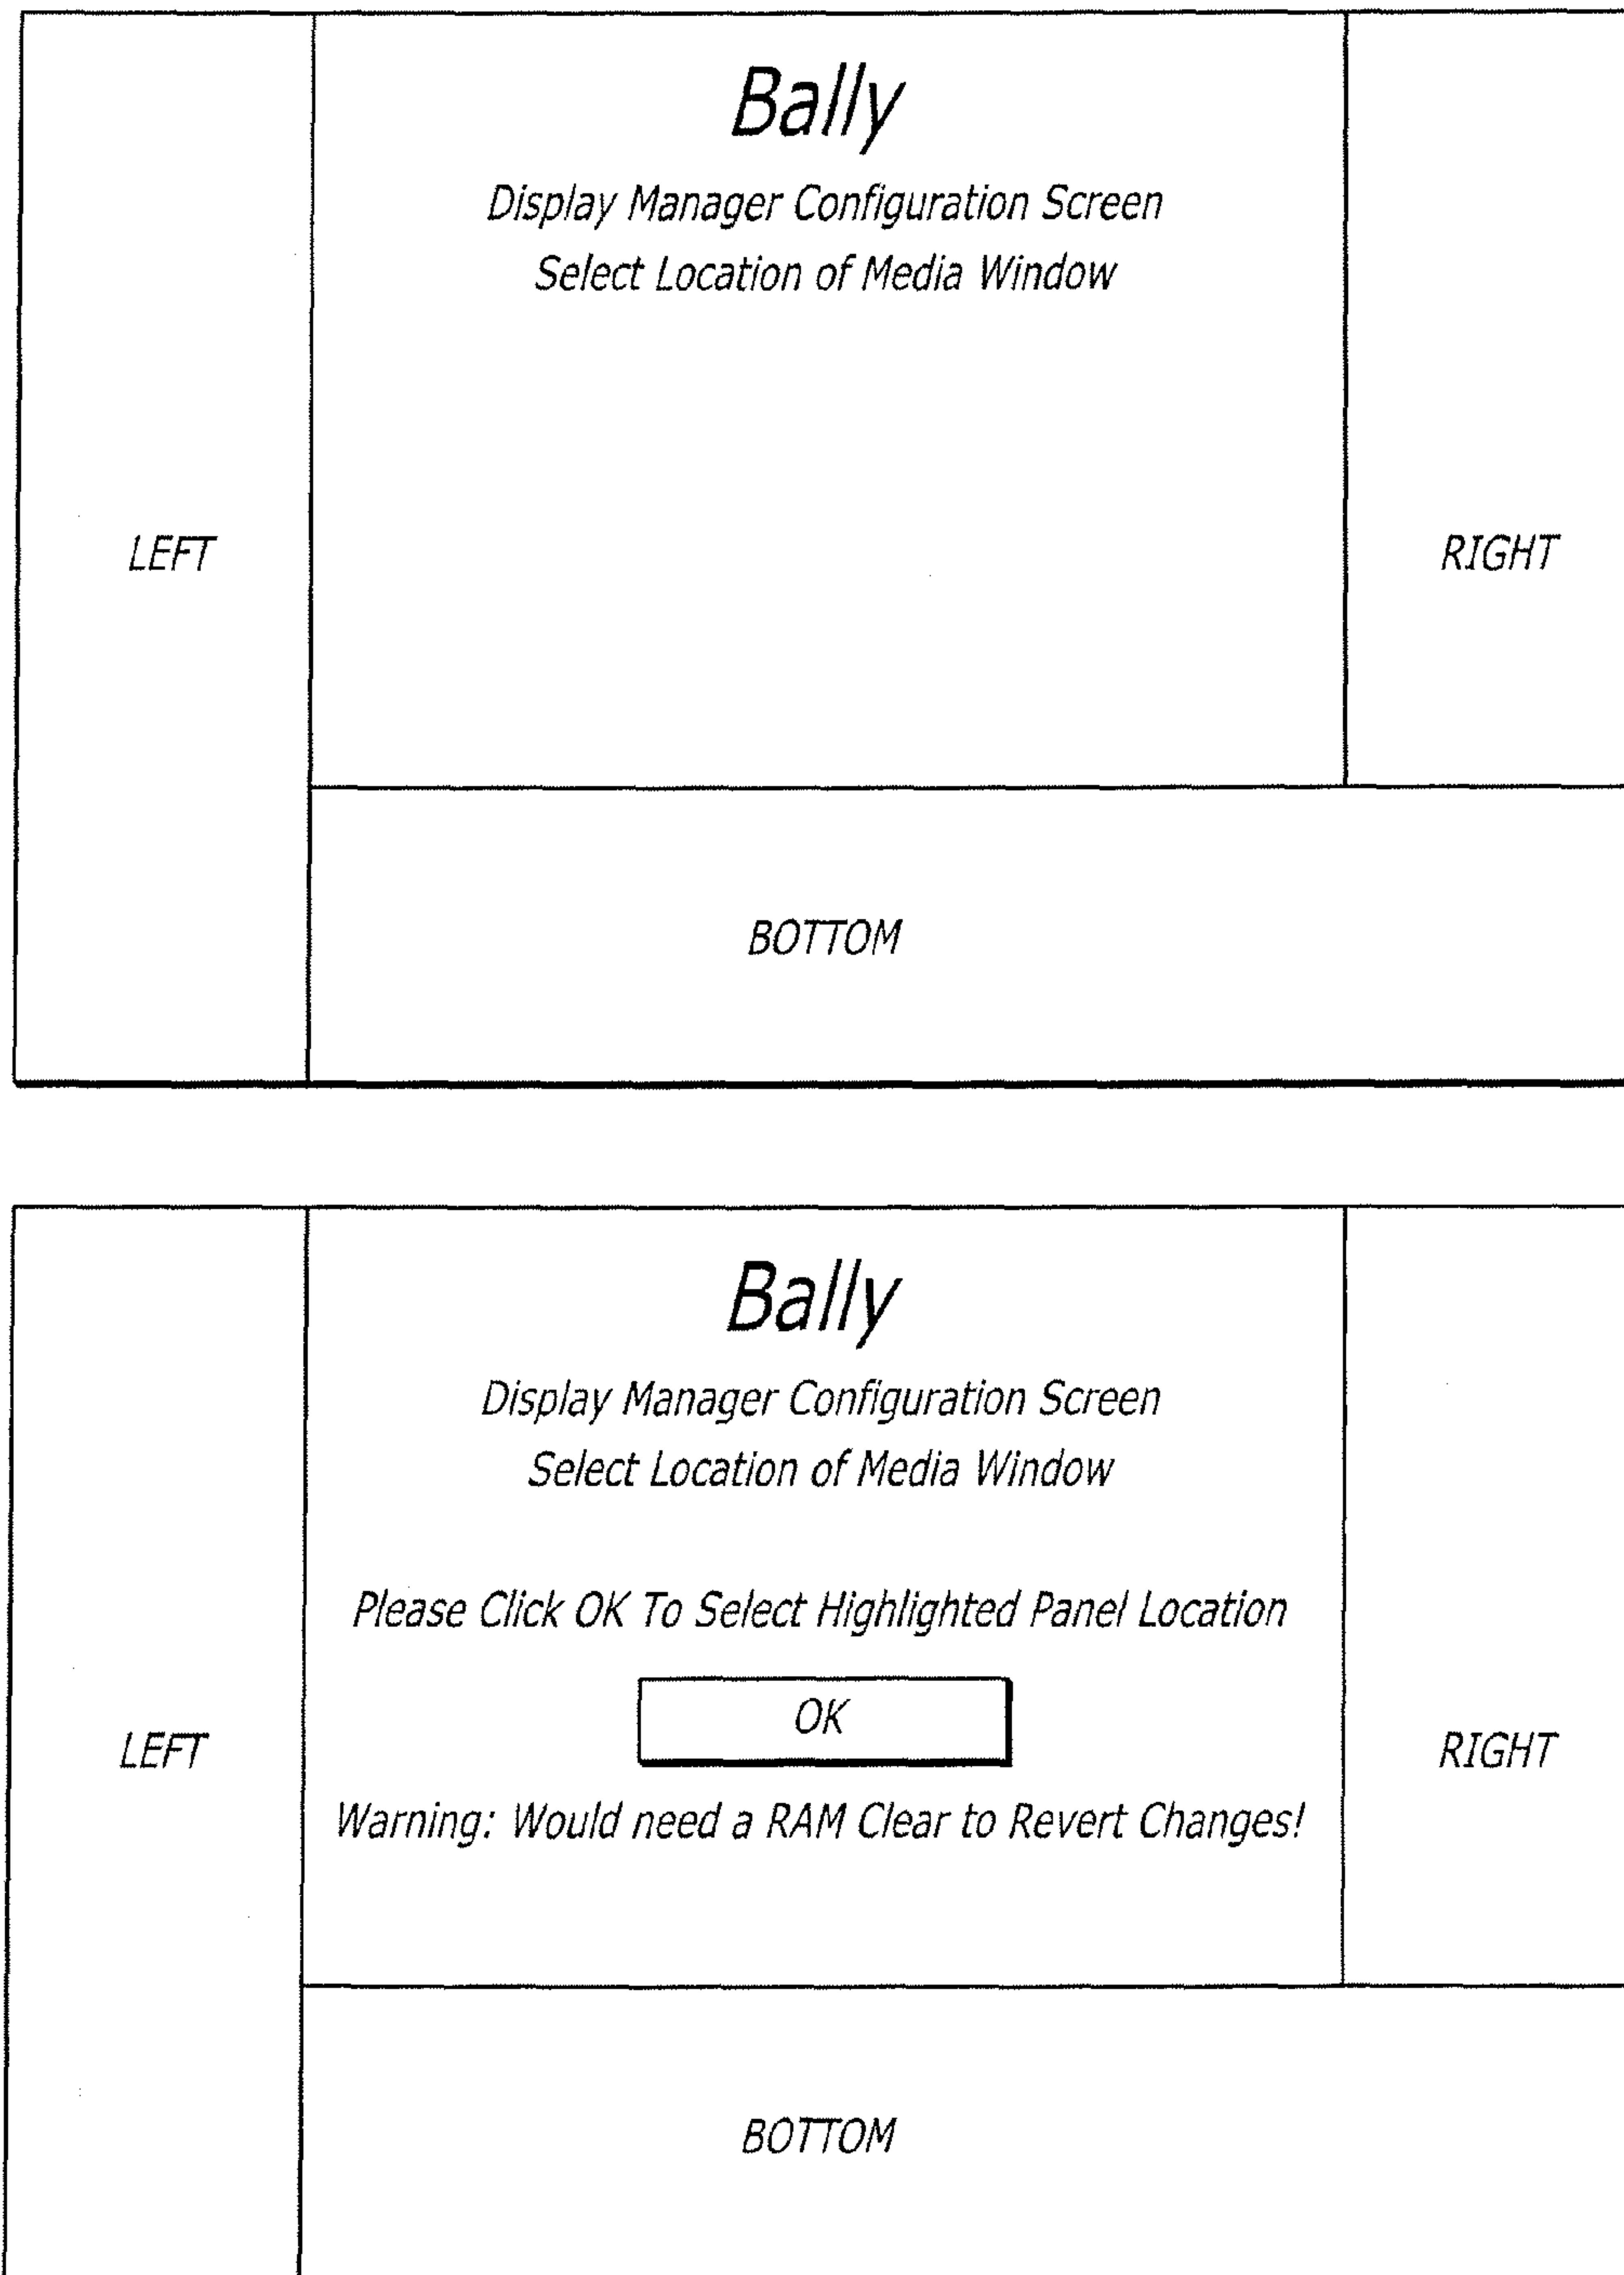 Bally
Display Manager Configuration Screen
Select Location of Media Window
LEFT
RIGHT
BOTTOM
Bally
Display Manager Configuration Screen
Select Location of Media Window
Please Click OK To Select Highlighted Panel Location
OK
LEFT
RIGHT
Warning: Would need a RAM Clear to Revert Changes!
BOTTOM